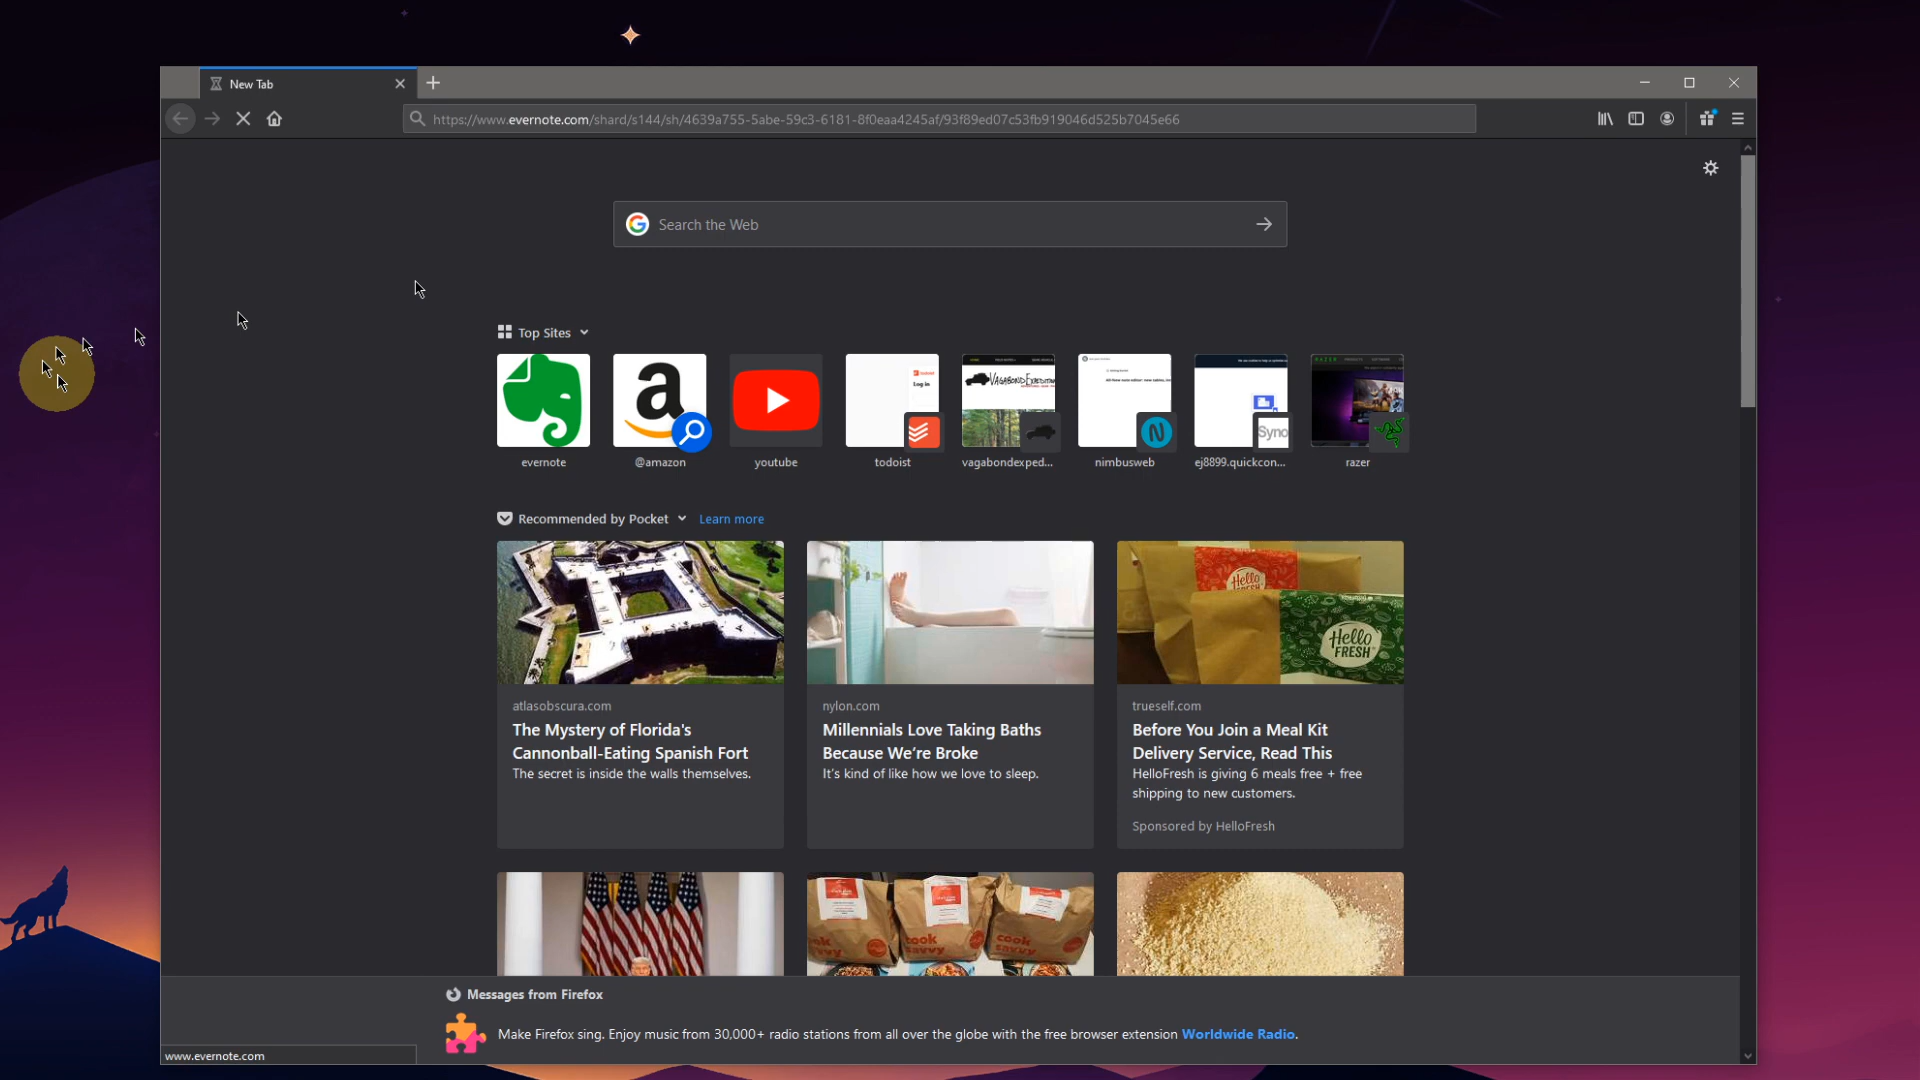 New Tab
https://www.evernote.com/shard/s144/sh/4639a755-5abe-59c3-6181-8f0eaa4245af/93f89ed07c53fb919046d525b7045e66
Search the Web
Top Sites
evernote
@amazon
youtube
todoist
vagabondexped...
nimbusweb
ej8899.quickcon...
razer
Recommended by Pocket
Learn more
atlasobscura.com
The Mystery of Florida's
Cannonball-Eating Spanish Fort
The secret is inside the walls themselves.
nylon.com
Millennials Love Taking Baths
Because We're Broke
It's kind of like how we love to sleep.
Hello
FRESH
trueself.com
Before You Join a Meal Kit
Delivery Service, Read This
HelloFresh is giving 6 meals free + free
shipping to new customers.
Sponsored by HelloFresh
Messages from Firefox
Make Firefox sing. Enjoy music from 30,000+ radio stations from all over the globe with the free browser extension Worldwide Radio.
www.evernote.com